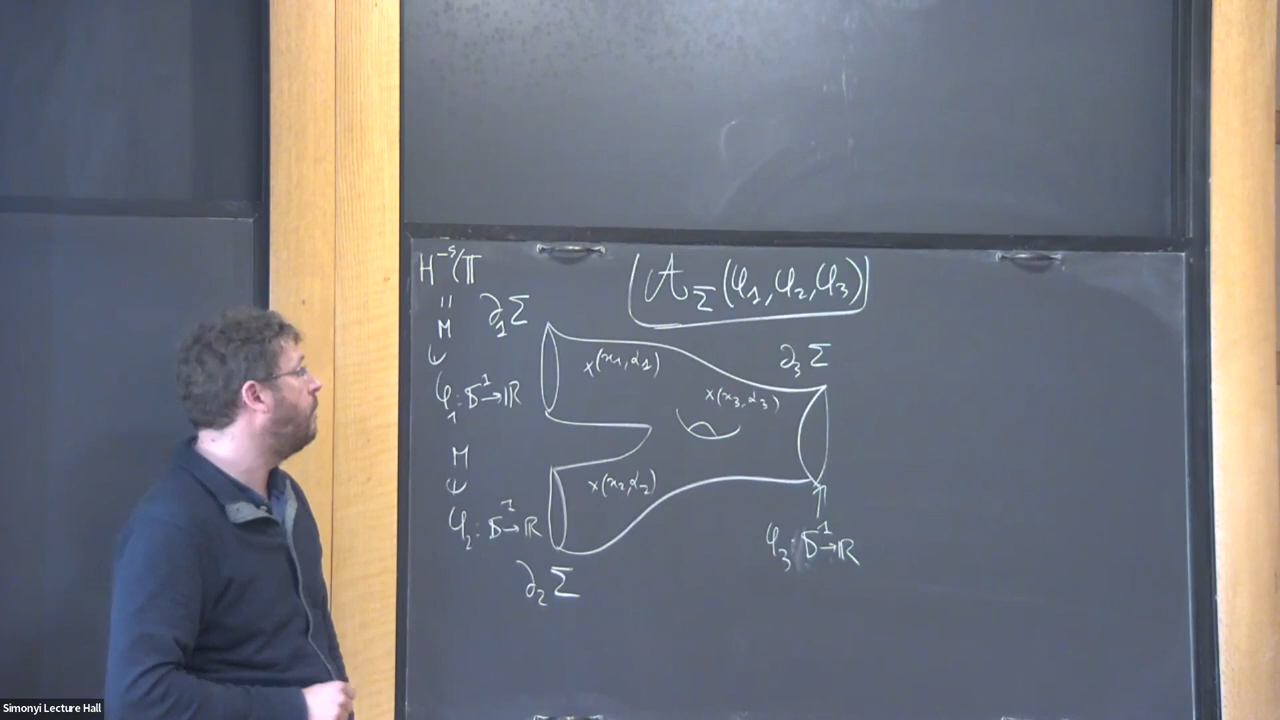 H⁻ˢ(𝕋
𝒜_Σ(φ₁,φ₂,φ₃)
∂₁Σ
∂₃Σ
x(x₁,α₁)
x(x₃,α₃)
φ₁: 𝕊¹→ℝ
x(x₂,α₂)
φ₂: 𝕊¹→ℝ
φ₃: 𝕊¹→ℝ
∂₂Σ
Simonyi Lecture Hall